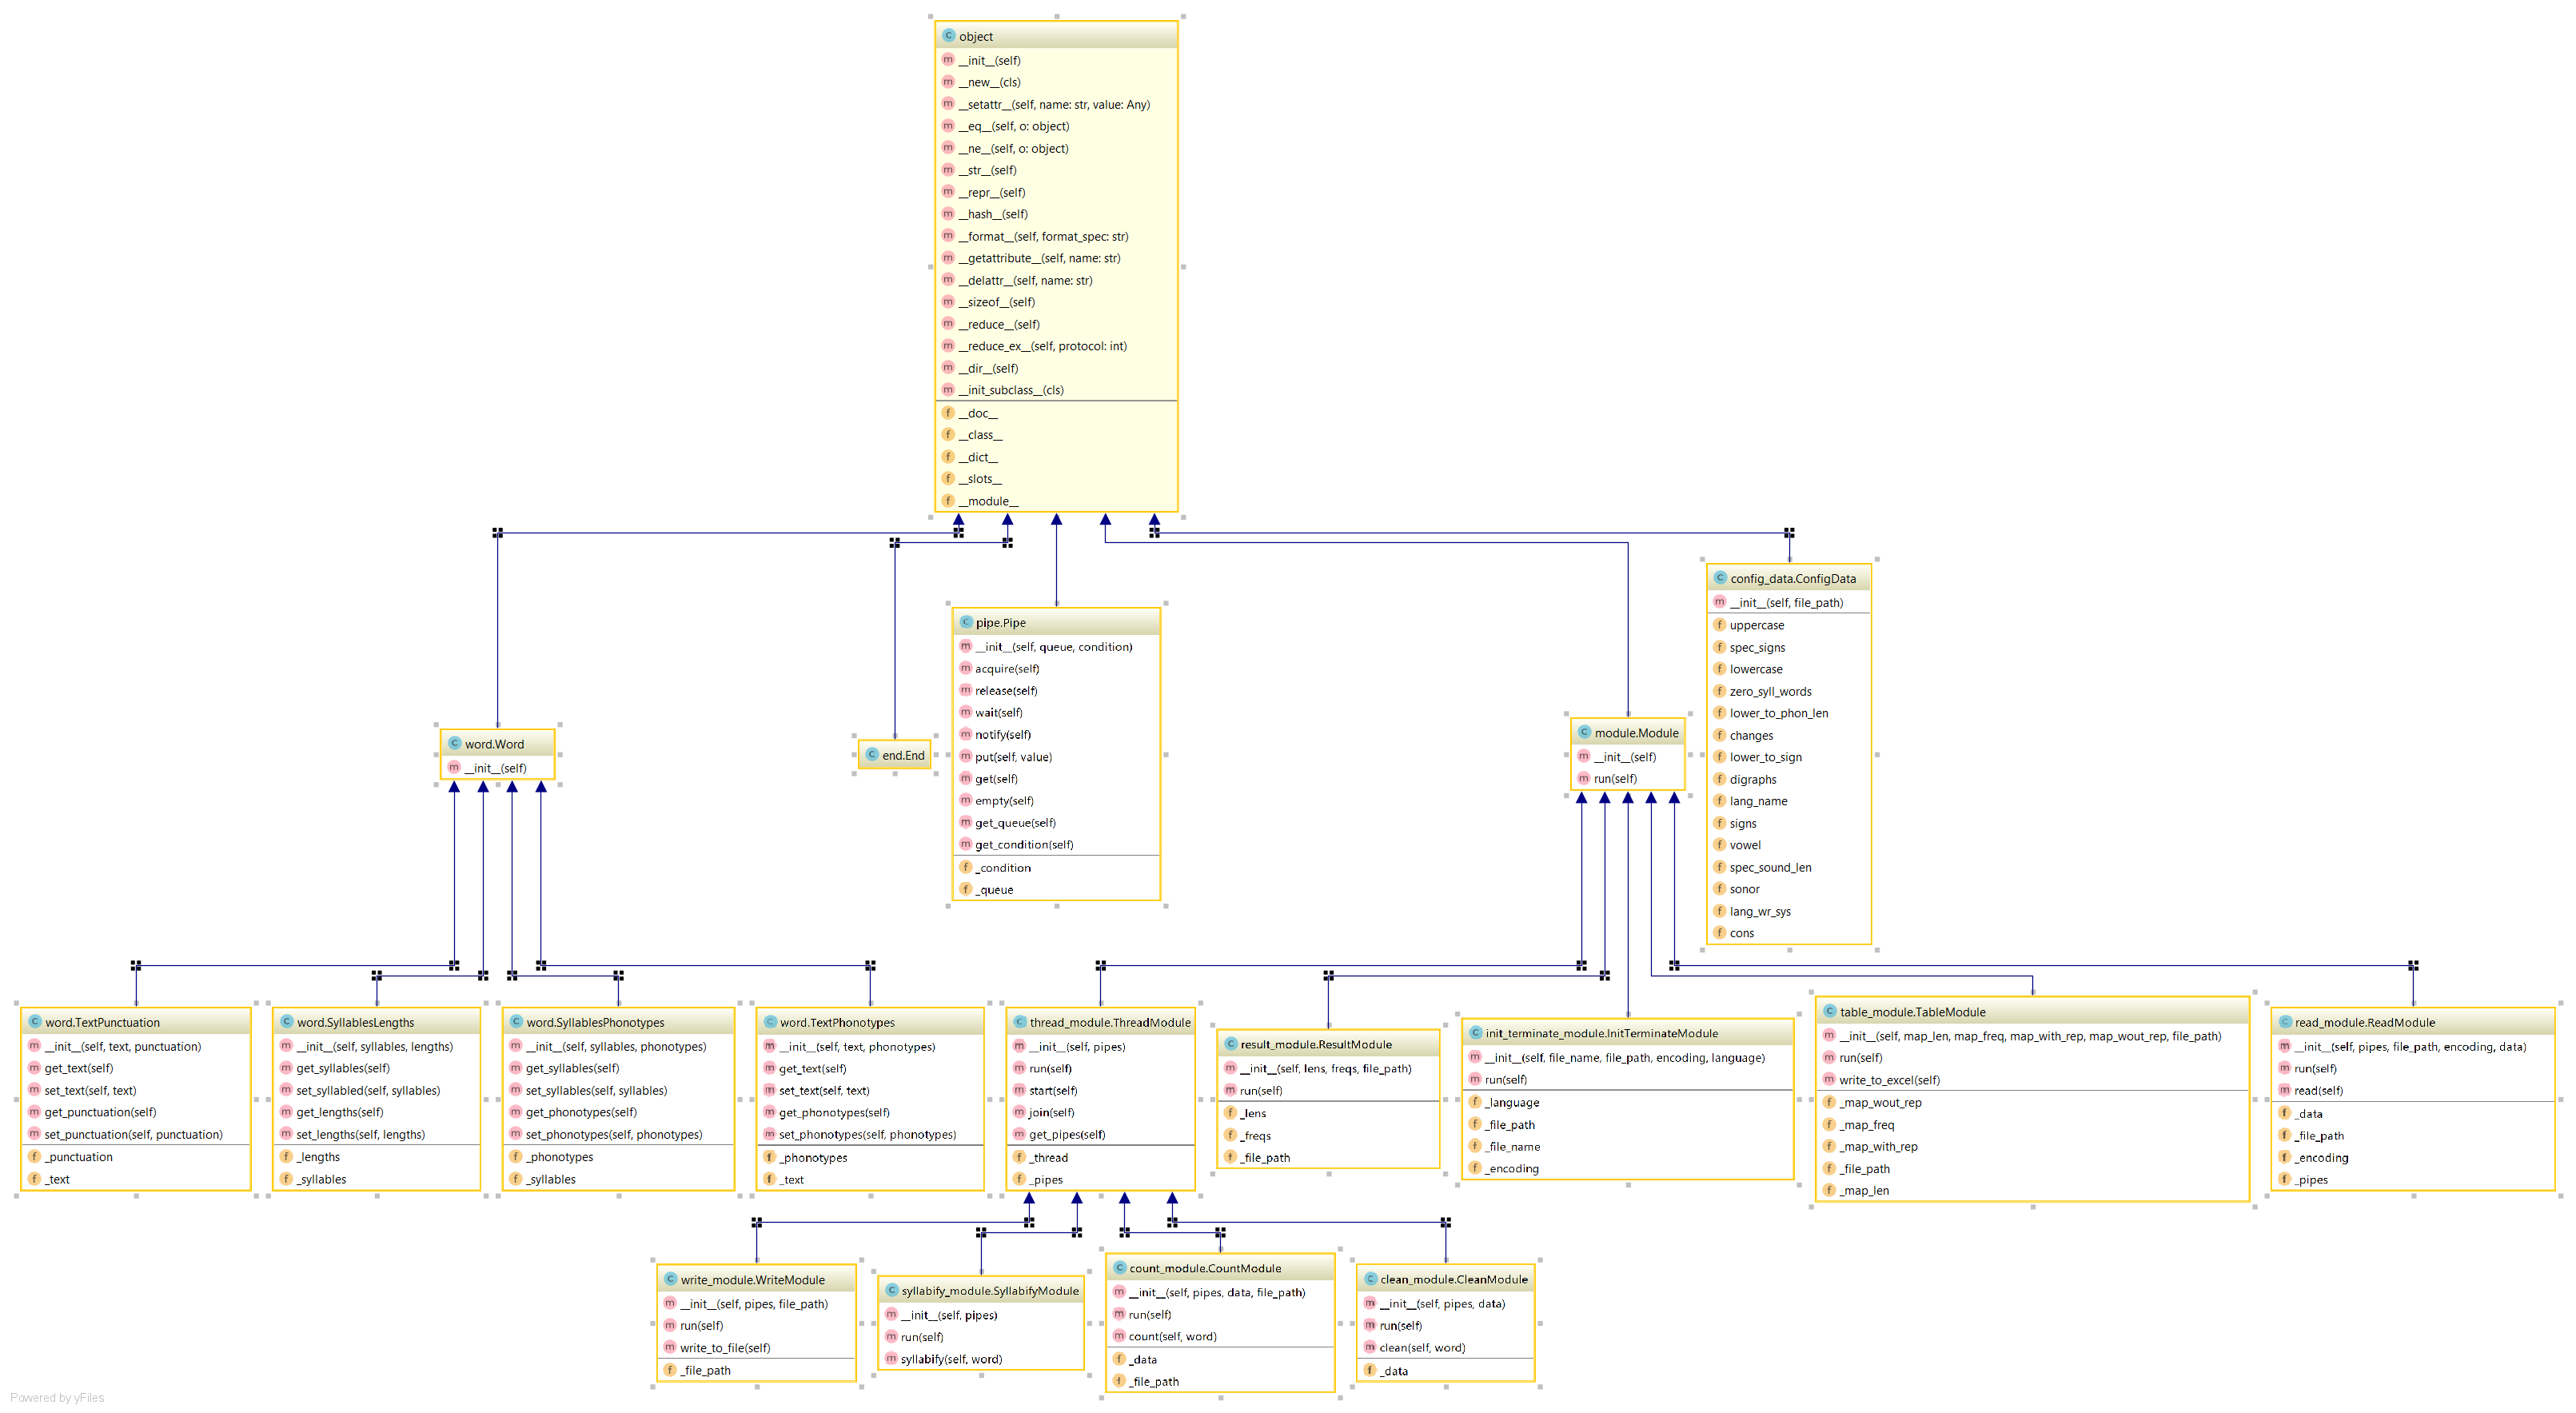 object
__init__(self)
__new__(cls)
__setattr__(self, name: str, value: Any)
__eq__(self, o: object)
__ne__(self, o: object)
__str__(self)
__repr__(self)
__hash__(self)
__format__(self, format_spec: str)
__getattribute__(self, name: str)
__delattr__(self, name: str)
__sizeof__(self)
__reduce__(self)
__reduce_ex__(self, protocol: int)
__dir__(self)
__init_subclass__(cls)
__doc__
__class__
__dict__
__slots__
__module__
word.Word
__init__(self)
end.End
pipe.Pipe
__init__(self, queue, condition)
acquire(self)
release(self)
wait(self)
notify(self)
put(self, value)
get(self)
empty(self)
get_queue(self)
get_condition(self)
_condition
_queue
module.Module
__init__(self)
run(self)
config_data.ConfigData
__init__(self, file_path)
uppercase
spec_signs
lowercase
zero_syll_words
lower_to_phon_len
changes
lower_to_sign
digraphs
lang_name
signs
vowel
spec_sound_len
sonor
lang_wr_sys
cons
word.TextPunctuation
__init__(self, text, punctuation)
get_text(self)
set_text(self, text)
get_punctuation(self)
set_punctuation(self, punctuation)
_punctuation
_text
word.SyllablesLengths
__init__(self, syllables, lengths)
get_syllables(self)
set_syllabled(self, syllables)
get_lengths(self)
set_lengths(self, lengths)
_lengths
_syllables
word.SyllablesPhonotypes
__init__(self, syllables, phonotypes)
get_syllables(self)
set_syllables(self, syllables)
get_phonotypes(self)
set_phonotypes(self, phonotypes)
_phonotypes
_syllables
word.TextPhonotypes
__init__(self, text, phonotypes)
get_text(self)
set_text(self, text)
get_phonotypes(self)
set_phonotypes(self, phonotypes)
_phonotypes
_text
thread_module.ThreadModule
__init__(self, pipes)
run(self)
start(self)
join(self)
get_pipes(self)
_thread
_pipes
result_module.ResultModule
__init__(self, lens, freqs, file_path)
run(self)
_lens
_freqs
_file_path
init_terminate_module.InitTerminateModule
__init__(self, file_name, file_path, encoding, language)
run(self)
_language
_file_path
_file_name
_encoding
table_module.TableModule
__init__(self, map_len, map_freq, map_with_rep, map_wout_rep, file_path)
run(self)
write_to_excel(self)
_map_wout_rep
_map_freq
_map_with_rep
_file_path
_map_len
read_module.ReadModule
__init__(self, pipes, file_path, encoding, data)
run(self)
read(self)
_data
_file_path
_encoding
_pipes
write_module.WriteModule
__init__(self, pipes, file_path)
run(self)
write_to_file(self)
_file_path
syllabify_module.SyllabifyModule
__init__(self, pipes)
run(self)
syllabify(self, word)
count_module.CountModule
__init__(self, pipes, data, file_path)
run(self)
count(self, word)
_data
_file_path
clean_module.CleanModule
__init__(self, pipes, data)
run(self)
clean(self, word)
_data
Powered by yFiles